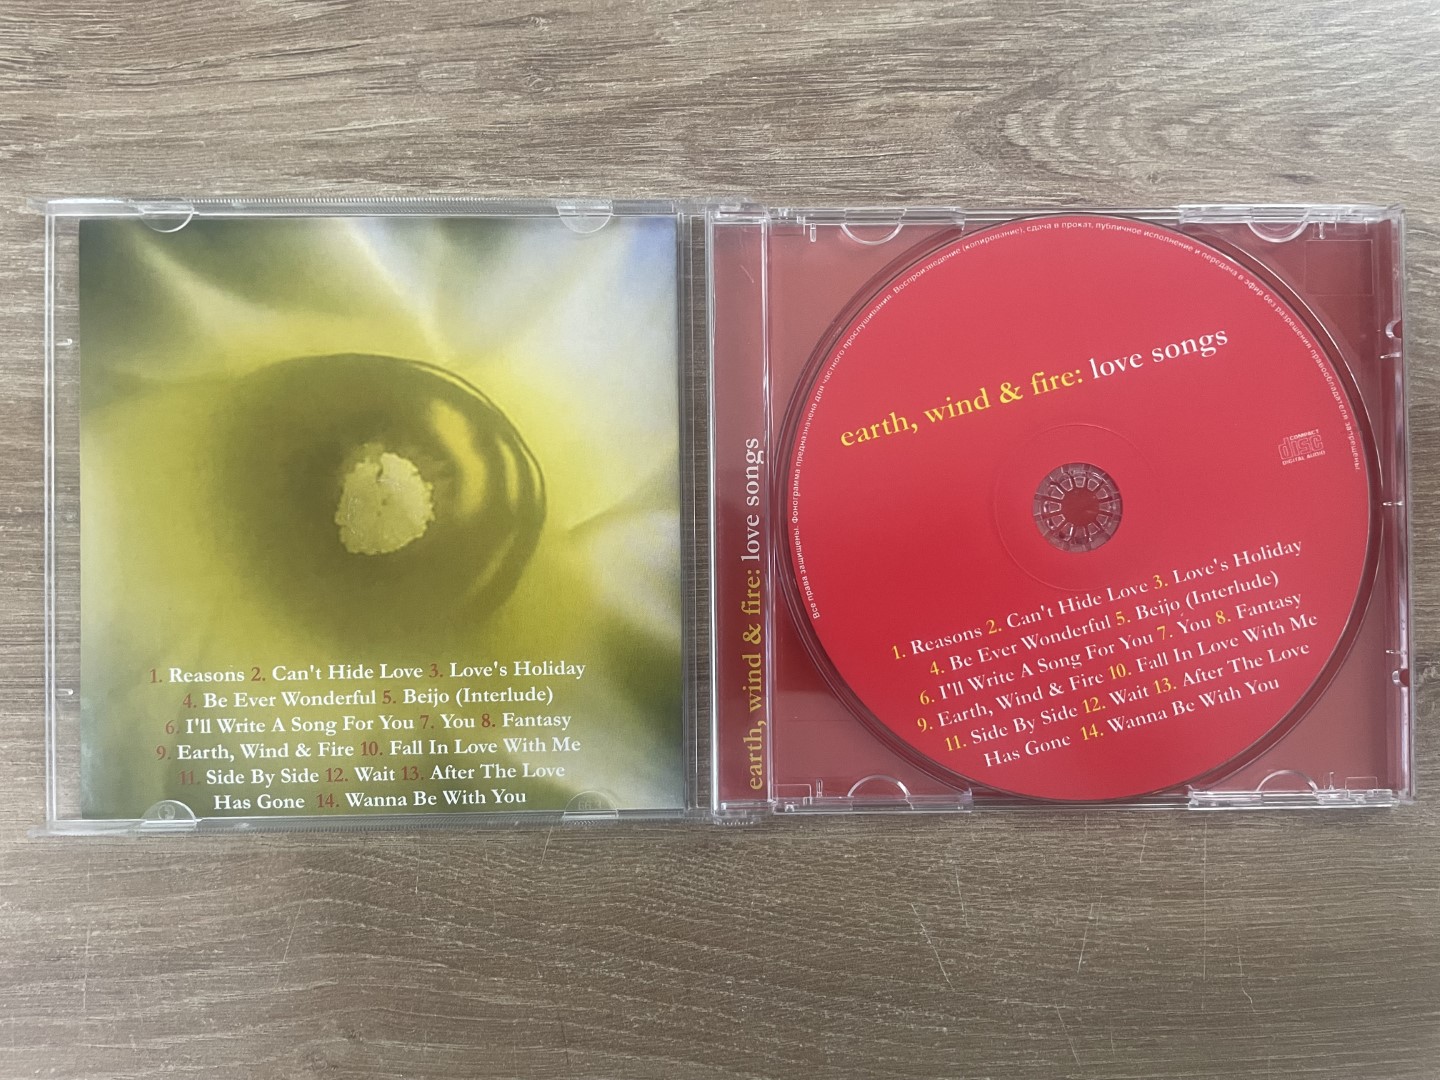 1. Reasons 2. Can't Hide Love 3. Love's Holiday
4. Be Ever Wonderful 5. Beijo (Interlude)
6. I'll Write A Song For You 7. You 8. Fantasy
9. Earth, Wind & Fire 10. Fall In Love With Me
11. Side By Side 12. Wait 13. After The Love
Has Gone 14. Wanna Be With You
earth, wind & fire: love songs
Все права защищены. Фонограмма предназначена для частного прослушивания. Воспроизведение (копирование), сдача в прокат, публичное исполнение и передача в эфир без разрешения правообладателя запрещены.
earth, wind & fire: love songs
COMPACT
disc
DIGITAL AUDIO
1. Reasons 2. Can't Hide Love 3. Love's Holiday
4. Be Ever Wonderful 5. Beijo (Interlude)
6. I'll Write A Song For You 7. You 8. Fantasy
9. Earth, Wind & Fire 10. Fall In Love With Me
11. Side By Side 12. Wait 13. After The Love
Has Gone 14. Wanna Be With You